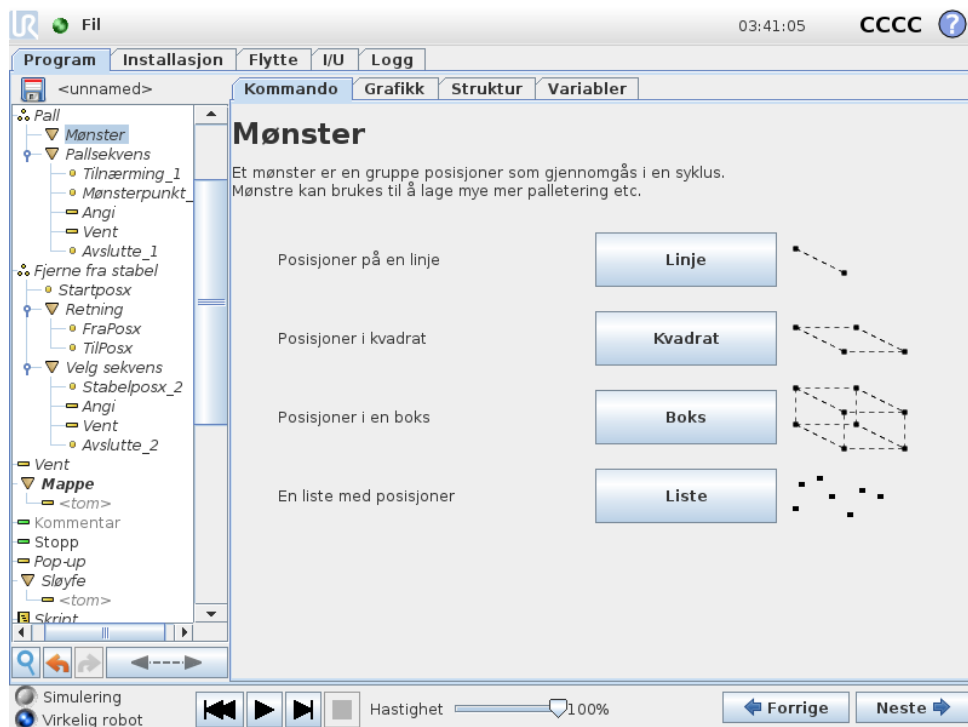 UR Fil 03:41:05 CCCC ?
Program Installasjon Flytte I/U Logg
<unnamed>
Kommando Grafikk Struktur Variabler
Pall
Mønster
Pallsekvens
Tilnærming_1
Mønsterpunkt_
Angi
Vent
Avslutte_1
Fjerne fra stabel
Startposx
Retning
FraPosx
TilPosx
Velg sekvens
Stabelposx_2
Angi
Vent
Avslutte_2
Vent
Mappe
<tom>
Kommentar
Stopp
Pop-up
Sløyfe
<tom>
Skript
Mønster
Et mønster er en gruppe posisjoner som gjennomgås i en syklus.
Mønstre kan brukes til å lage mye mer palletering etc.
Posisjoner på en linje Linje
Posisjoner i kvadrat Kvadrat
Posisjoner i en boks Boks
En liste med posisjoner Liste
Simulering
Virkelig robot
Hastighet 100% Forrige Neste